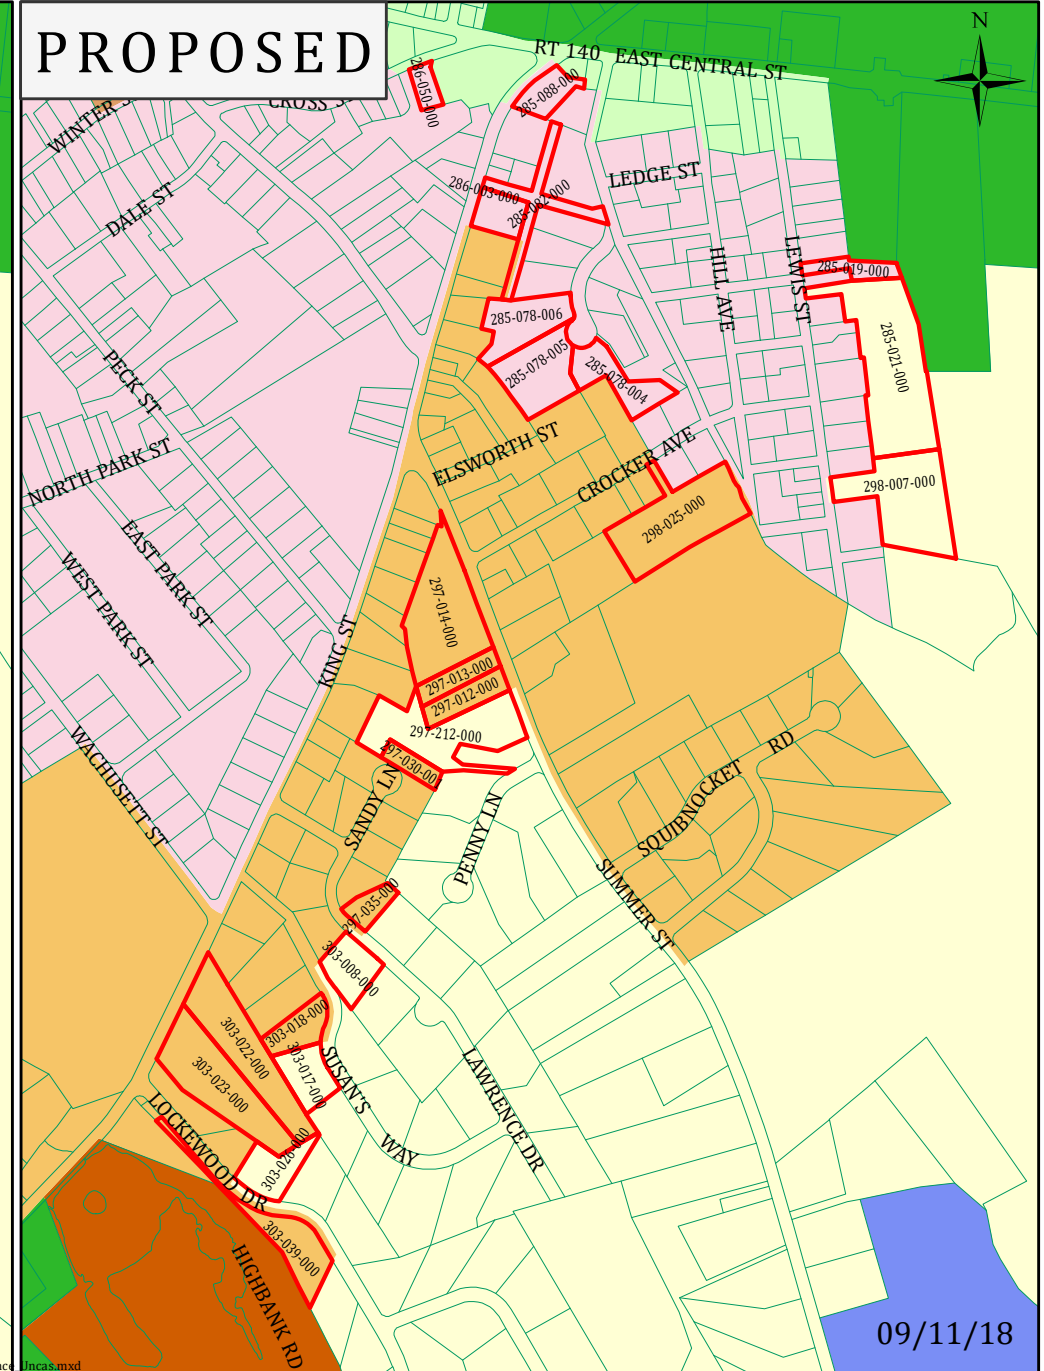 PROPOSED
N
RT 140 EAST CENTRAL ST
286-050-000
285-088-000
CROSS
WINTER
DALE ST
LEDGE ST
286-003-000
285-082-000
HILL AVE
LEWIS ST
285-019-000
285-078-006
285-078-005
285-078-004
285-021-000
PECK ST
ELSWORTH ST
CROCKER AVE
NORTH PARK ST
298-007-000
298-025-000
EAST PARK ST
WEST PARK ST
297-014-000
KING ST
297-013-000
297-012-000
297-212-000
297-030-001
WACHUSETT ST
SANDY LN
PENNY LN
SQUIBNOCKET RD
SUMMER ST
297-035-000
303-008-000
303-018-000
303-022-000
303-017-000
303-023-000
SUSAN'S WAY
LAWRENCE DR
LOCKEWOOD DR
303-026-000
303-039-000
HIGHBANK RD
09/11/18
Uncas.mxd